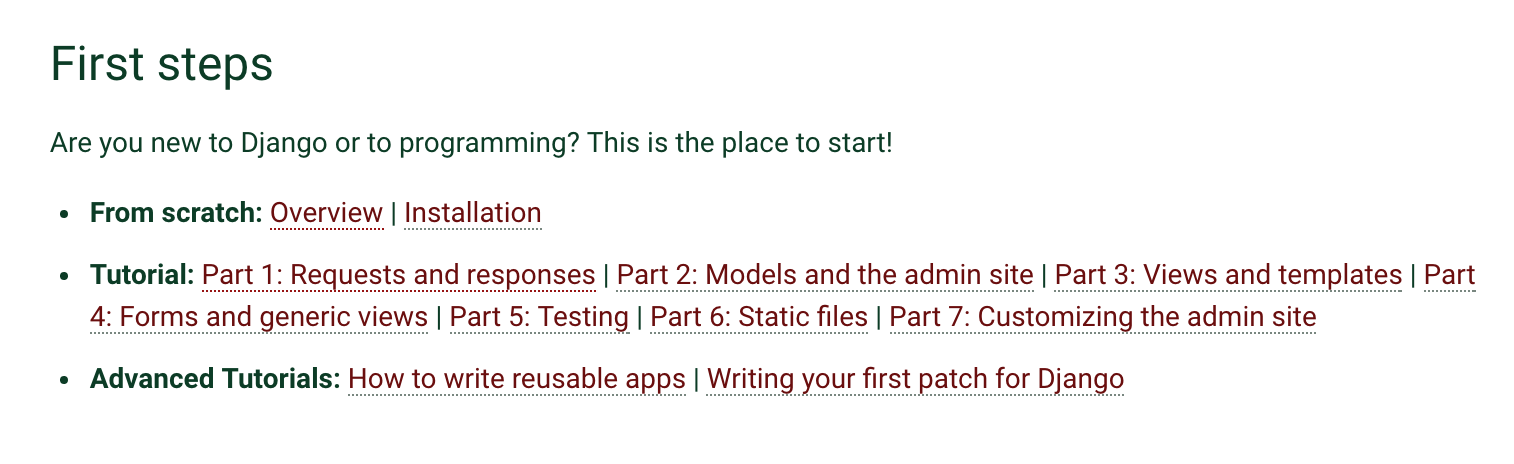 First steps
Are you new to Django or to programming? This is the place to start!
• From scratch: Overview | Installation
• Tutorial: Part 1: Requests and responses | Part 2: Models and the admin site | Part 3: Views and templates | Part
4: Forms and generic views | Part 5: Testing | Part 6: Static files | Part 7: Customizing the admin site
• Advanced Tutorials: How to write reusable apps | Writing your first patch for Django